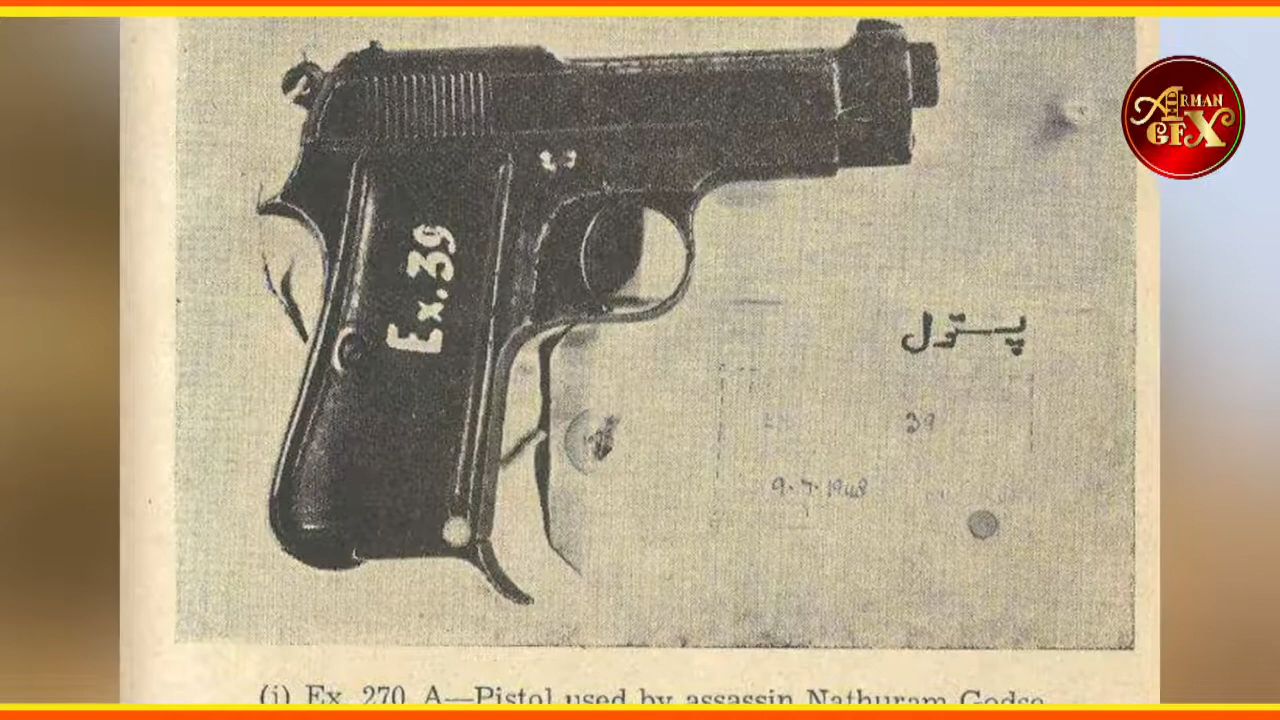 ARMAN
GFX
Ex.39
پستول
39
9.7.1948
(i) Ex. 270 A—Pistol used by assassin Nathuram Godse